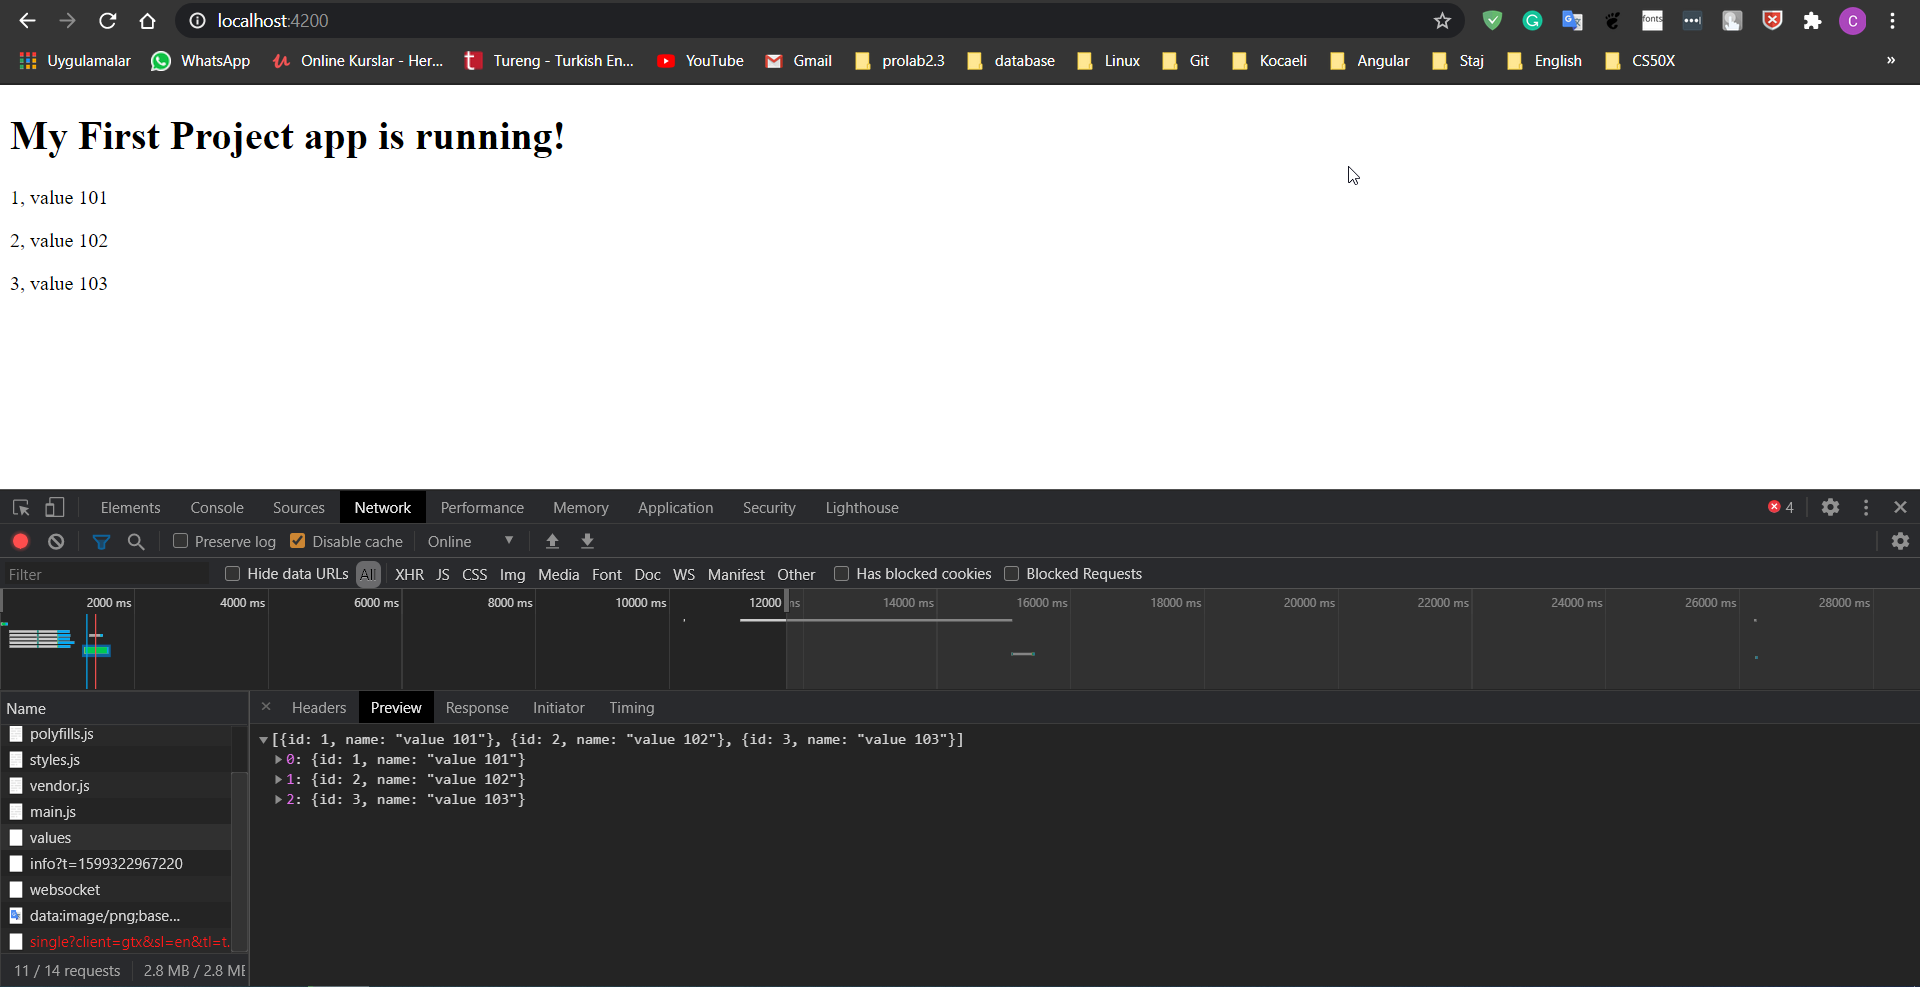 localhost:4200
fonts
C
Uygulamalar WhatsApp Online Kurslar - Her... Tureng - Turkish En... YouTube Gmail prolab2.3 database Linux Git Kocaeli Angular Staj English CS50X »
My First Project app is running!
1, value 101
2, value 102
3, value 103
Elements Console Sources Network Performance Memory Application Security Lighthouse 4
Preserve log Disable cache Online
Filter Hide data URLs All XHR JS CSS Img Media Font Doc WS Manifest Other Has blocked cookies Blocked Requests
2000 ms 4000 ms 6000 ms 8000 ms 10000 ms 12000 ms 14000 ms 16000 ms 18000 ms 20000 ms 22000 ms 24000 ms 26000 ms 28000 ms
Name
Headers Preview Response Initiator Timing
polyfills.js
styles.js
vendor.js
main.js
values
info?t=1599322967220
websocket
data:image/png;base...
single?client=gtx&sl=en&tl=t.
[{id: 1, name: "value 101"}, {id: 2, name: "value 102"}, {id: 3, name: "value 103"}]
0: {id: 1, name: "value 101"}
1: {id: 2, name: "value 102"}
2: {id: 3, name: "value 103"}
11 / 14 requests 2.8 MB / 2.8 ME